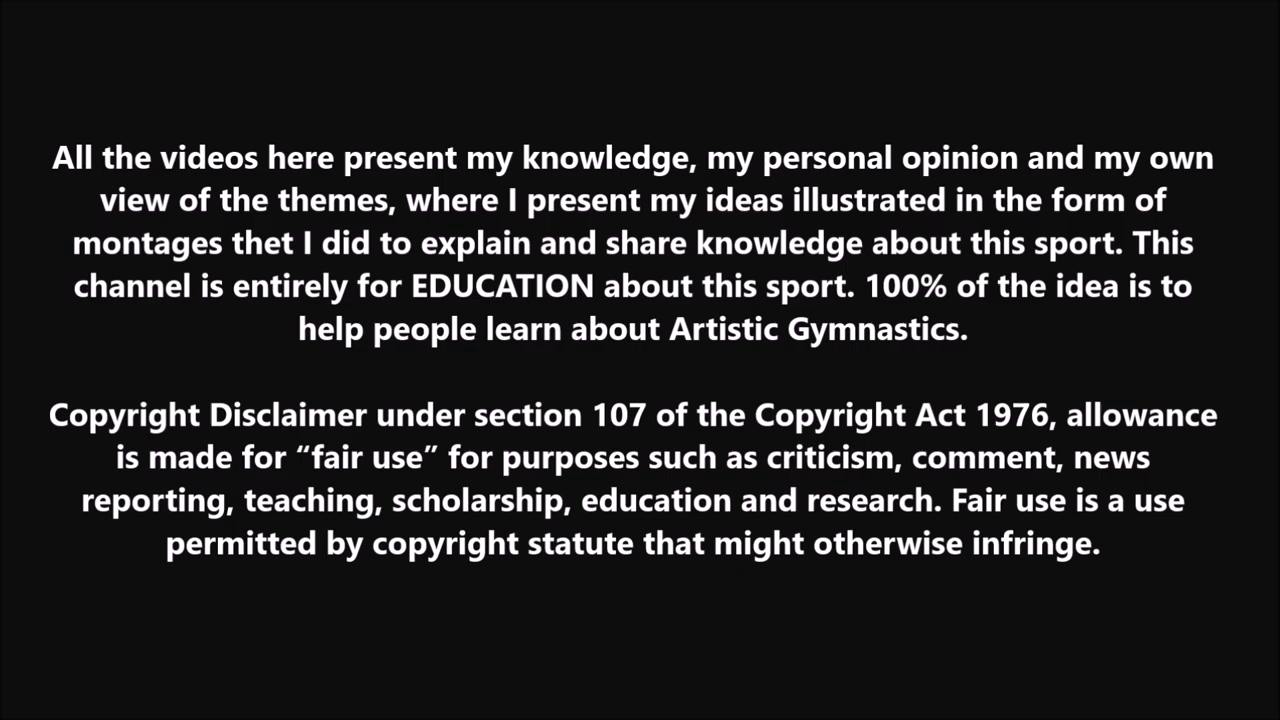 All the videos here present my knowledge, my personal opinion and my own
view of the themes, where I present my ideas illustrated in the form of
montages thet I did to explain and share knowledge about this sport. This
channel is entirely for EDUCATION about this sport. 100% of the idea is to
help people learn about Artistic Gymnastics.
Copyright Disclaimer under section 107 of the Copyright Act 1976, allowance
is made for “fair use” for purposes such as criticism, comment, news
reporting, teaching, scholarship, education and research. Fair use is a use
permitted by copyright statute that might otherwise infringe.